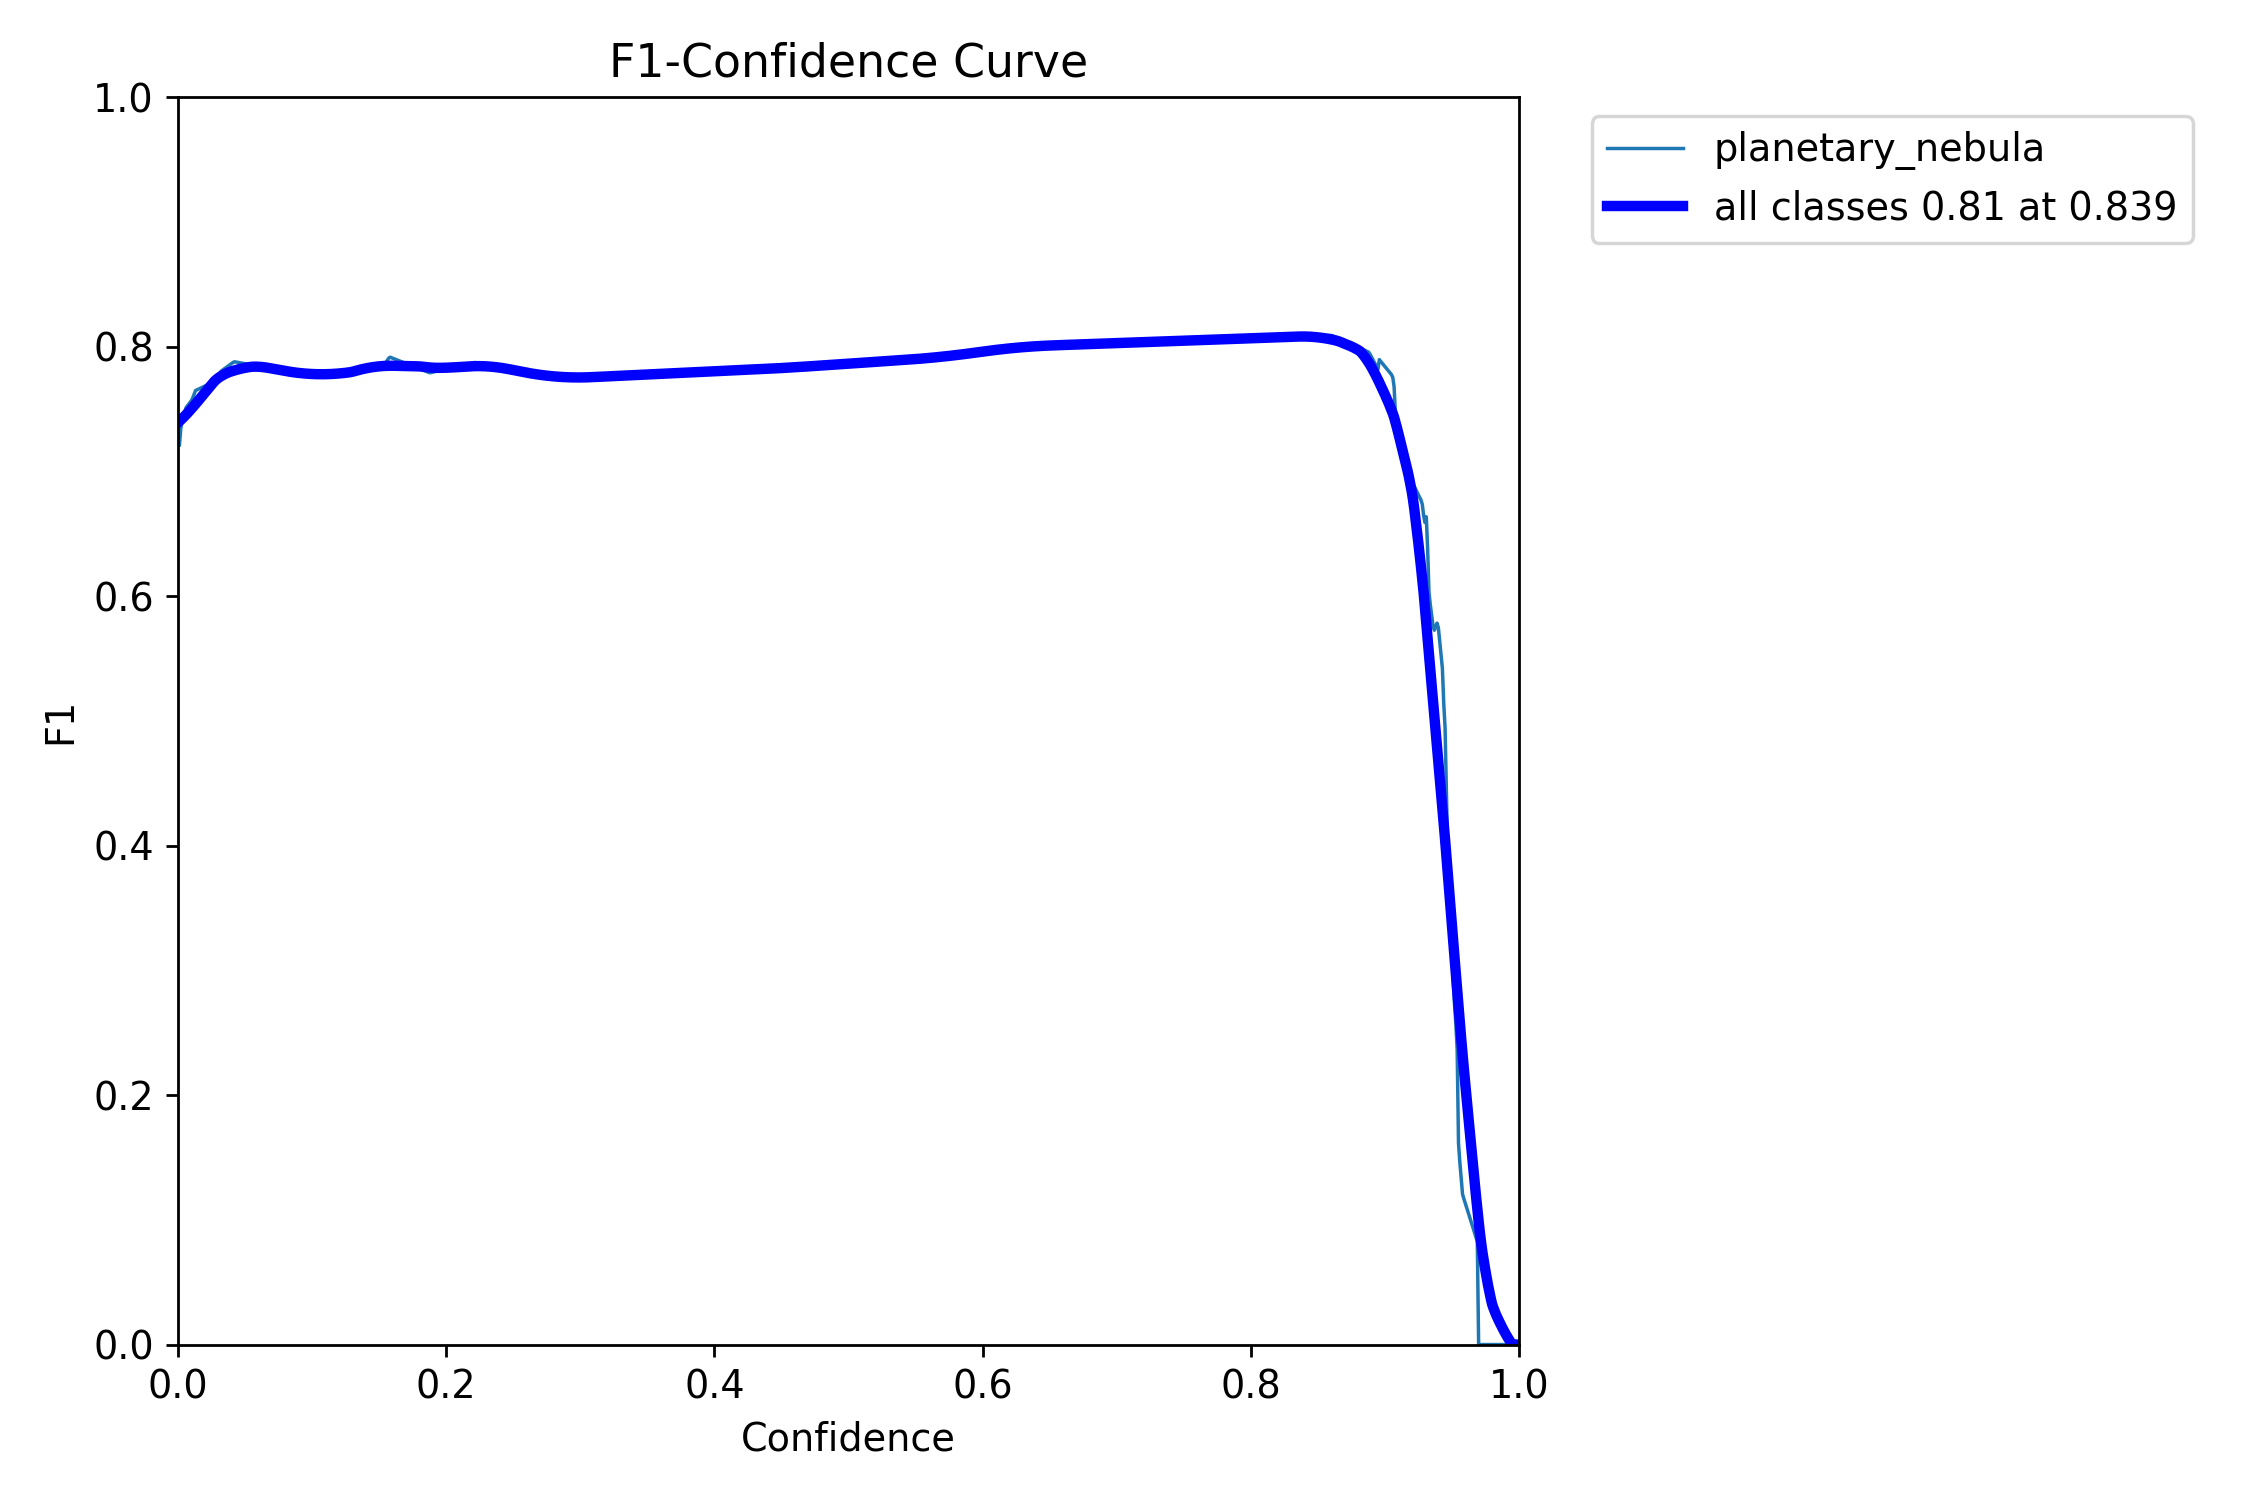 F1-Confidence Curve
planetary_nebula
all classes 0.81 at 0.839
1.0
0.8
0.6
0.4
0.2
0.0
F1
0.0 0.2 0.4 0.6 0.8 1.0
Confidence